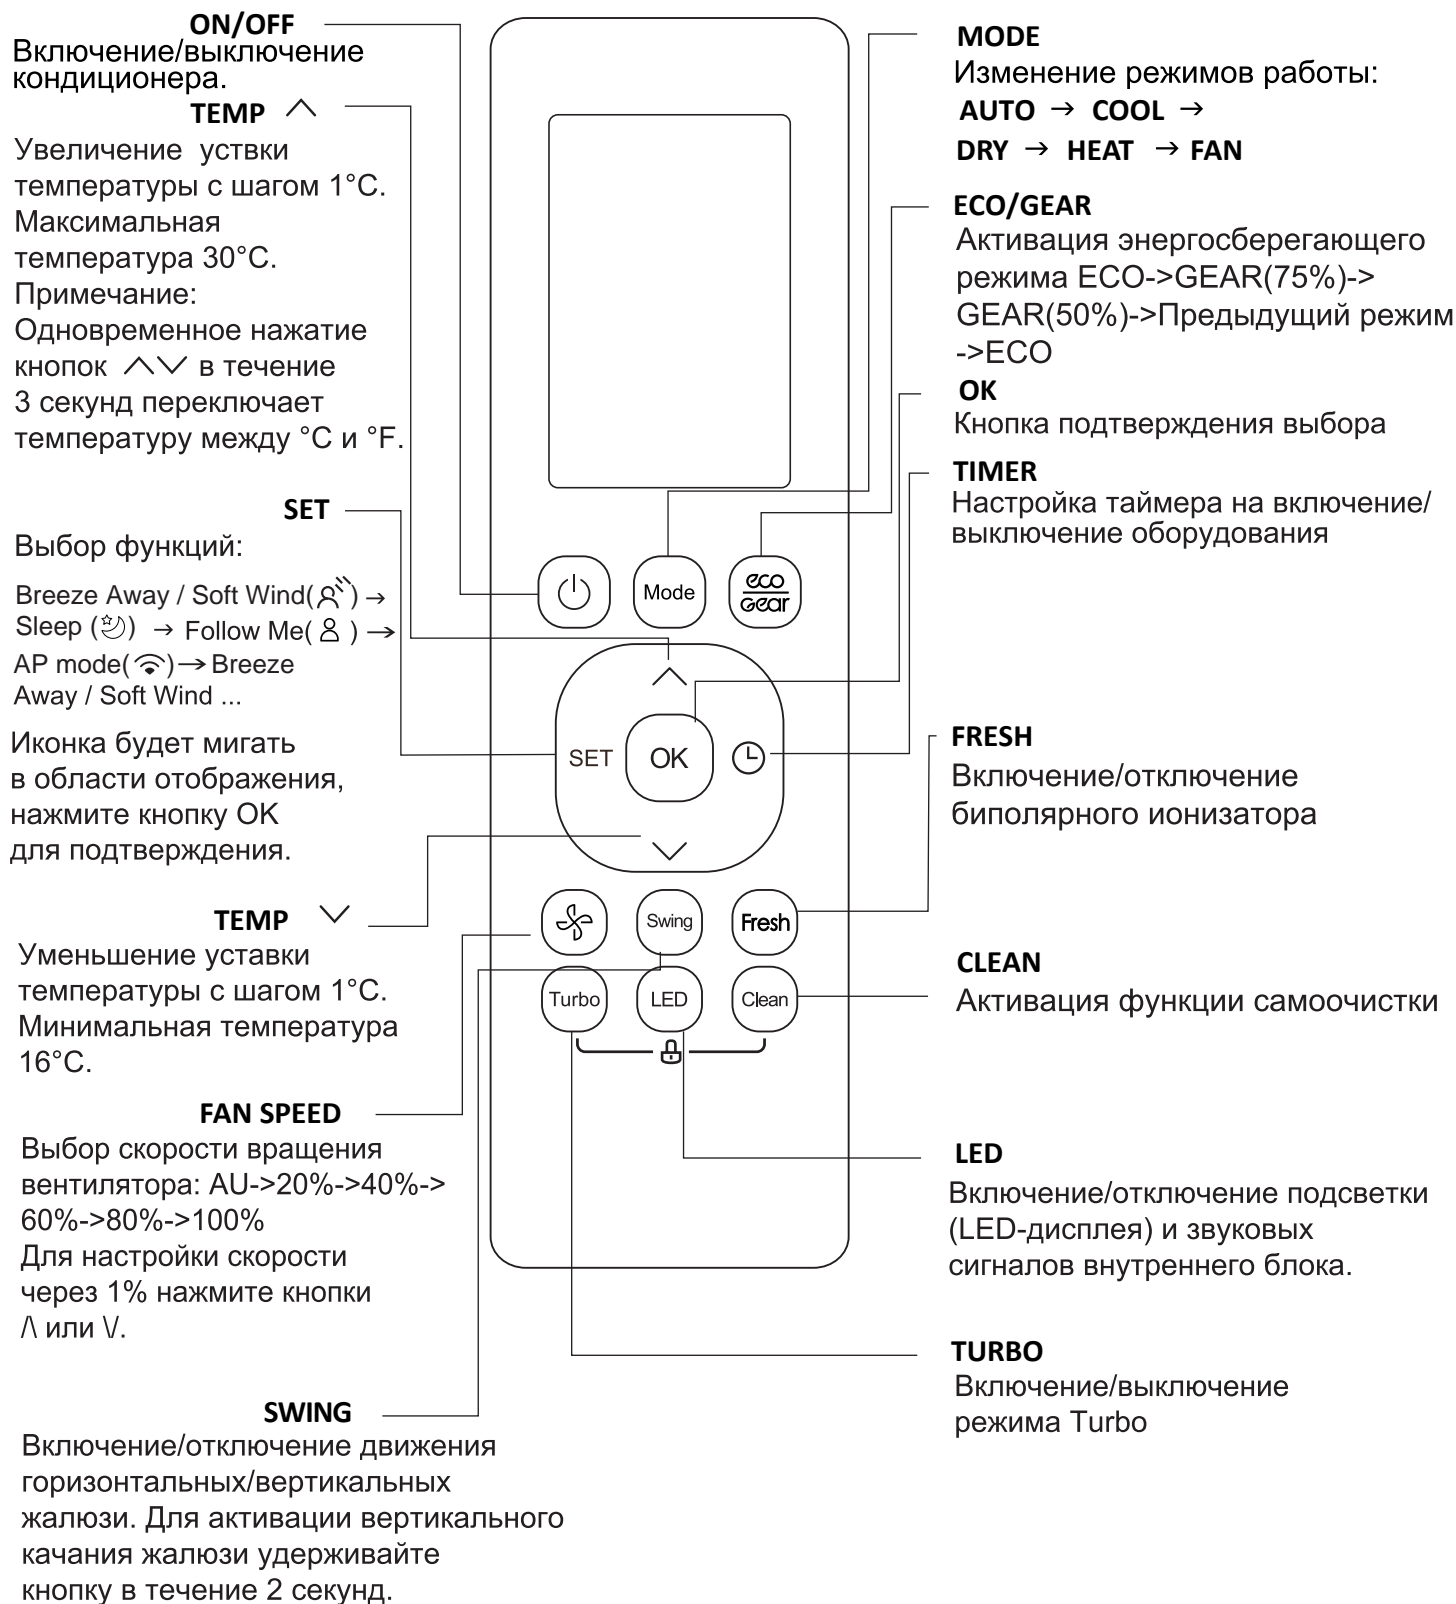 ON/OFF
Включение/выключение
кондиционера.
TEMP ∧
Увеличение уствки
температуры с шагом 1°C.
Максимальная
температура 30°C.
Примечание:
Одновременное нажатие
кнопок ∧∨ в течение
3 секунд переключает
температуру между °C и °F.
SET
Выбор функций:
Breeze Away / Soft Wind( ) →
Sleep ( ) → Follow Me( ) →
AP mode( ) → Breeze
Away / Soft Wind ...
Иконка будет мигать
в области отображения,
нажмите кнопку OK
для подтверждения.
TEMP ∨
Уменьшение уставки
температуры с шагом 1°C.
Минимальная температура
16°C.
FAN SPEED
Выбор скорости вращения
вентилятора: AU->20%->40%->
60%->80%->100%
Для настройки скорости
через 1% нажмите кнопки
/\ или \/.
SWING
Включение/отключение движения
горизонтальных/вертикальных
жалюзи. Для активации вертикального
качания жалюзи удерживайте
кнопку в течение 2 секунд.
Mode
eco
Gear
SET
OK
Swing
Fresh
Turbo
LED
Clean
MODE
Изменение режимов работы:
AUTO → COOL →
DRY → HEAT → FAN
ECO/GEAR
Активация энергосберегающего
режима ECO->GEAR(75%)->
GEAR(50%)->Предыдущий режим
->ECO
OK
Кнопка подтверждения выбора
TIMER
Настройка таймера на включение/
выключение оборудования
FRESH
Включение/отключение
биполярного ионизатора
CLEAN
Активация функции самоочистки
LED
Включение/отключение подсветки
(LED-дисплея) и звуковых
сигналов внутреннего блока.
TURBO
Включение/выключение
режима Turbo